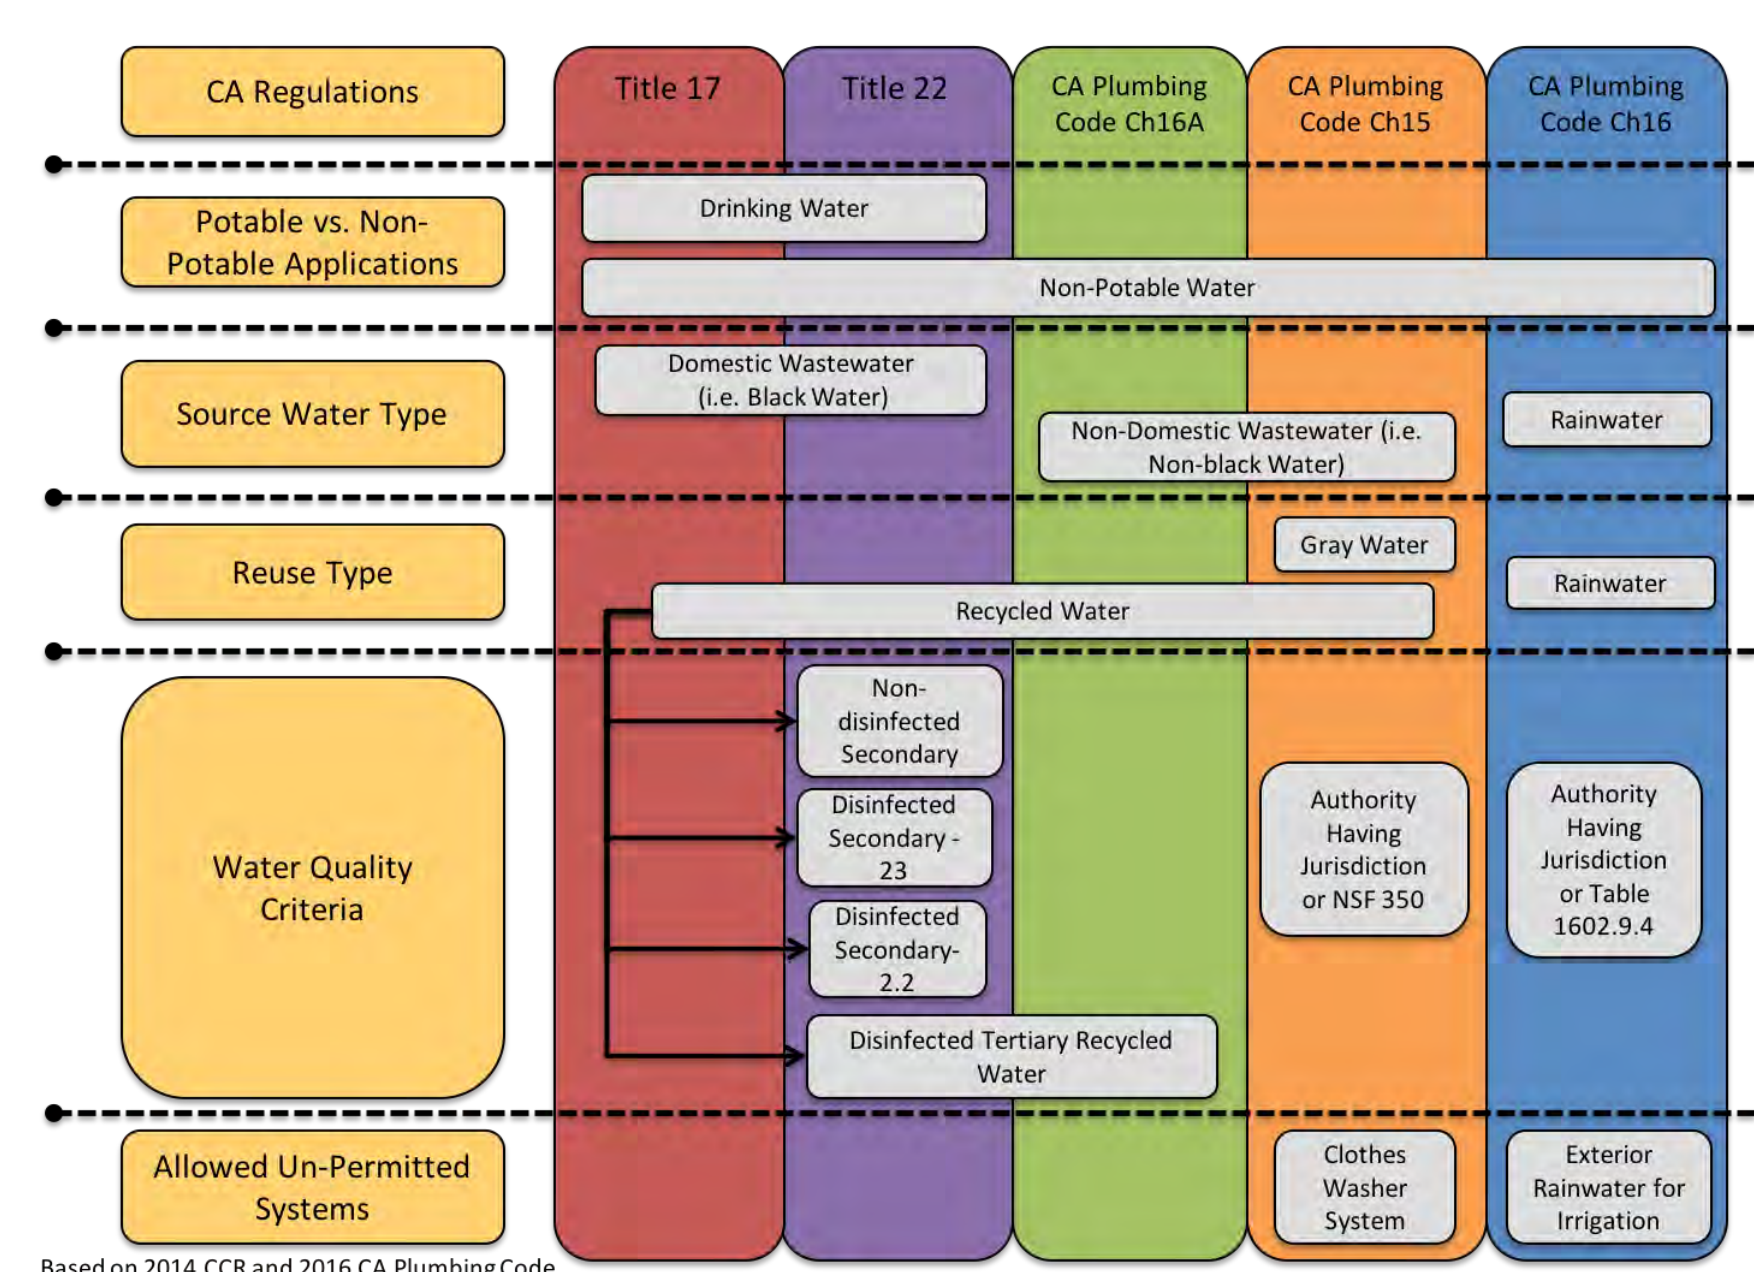 CA Regulations
Title 17
Title 22
CA Plumbing
Code Ch16A
CA Plumbing
Code Ch15
CA Plumbing
Code Ch16
Potable vs. Non-
Potable Applications
Drinking Water
Non-Potable Water
Source Water Type
Domestic Wastewater
(i.e. Black Water)
Non-Domestic Wastewater (i.e.
Non-black Water)
Rainwater
Reuse Type
Gray Water
Rainwater
Recycled Water
Water Quality
Criteria
Non-
disinfected
Secondary
Disinfected
Secondary -
23
Disinfected
Secondary-
2.2
Disinfected Tertiary Recycled
Water
Authority
Having
Jurisdiction
or NSF 350
Authority
Having
Jurisdiction
or Table
1602.9.4
Allowed Un-Permitted
Systems
Clothes
Washer
System
Exterior
Rainwater for
Irrigation
Based on 2014 CCR and 2016 CA Plumbing Code